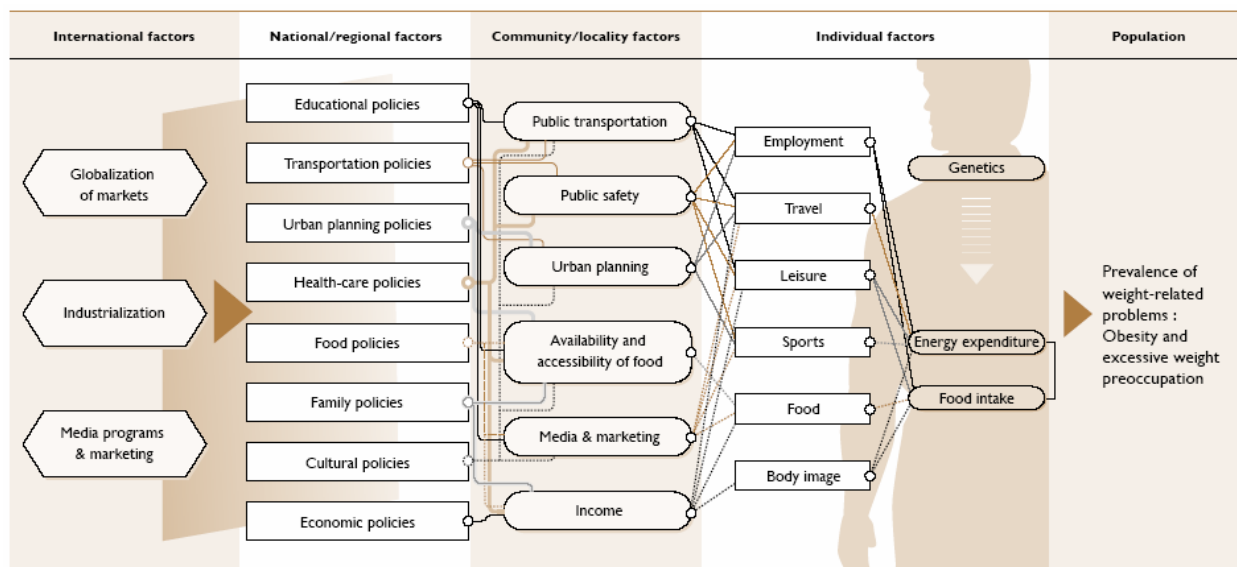 International factors
National/regional factors
Community/locality factors
Individual factors
Population
Globalization
of markets
Industrialization
Media programs
& marketing
Educational policies
Transportation policies
Urban planning policies
Health-care policies
Food policies
Family policies
Cultural policies
Economic policies
Public transportation
Public safety
Urban planning
Availability and
accessibility of food
Media & marketing
Income
Employment
Travel
Leisure
Sports
Food
Body image
Genetics
Energy expenditure
Food intake
Prevalence of
weight-related
problems :
Obesity and
excessive weight
preoccupation